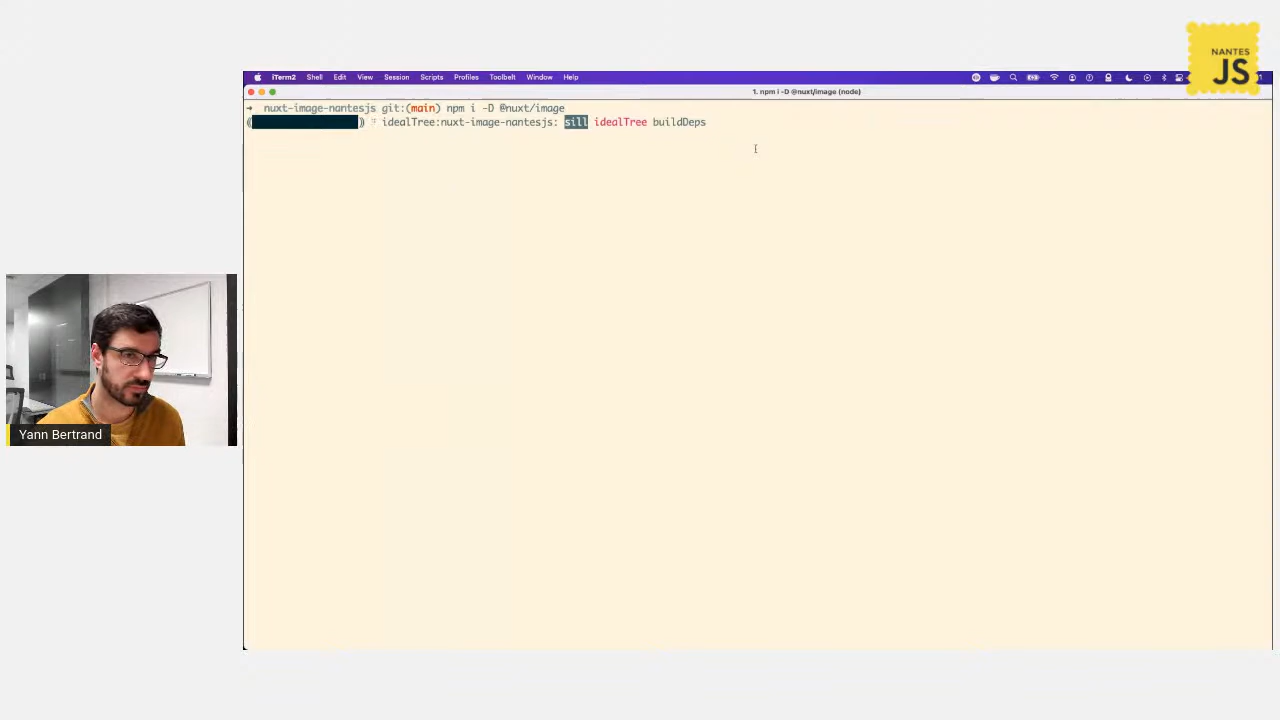 NANTES
JS
iTerm2 Shell Edit View Session Scripts Profiles Toolbelt Window Help
1. npm i -D @nuxt/image (node)
➜ nuxt-image-nantesjs git:(main) npm i -D @nuxt/image
idealTree:nuxt-image-nantesjs: sill idealTree buildDeps
Yann Bertrand